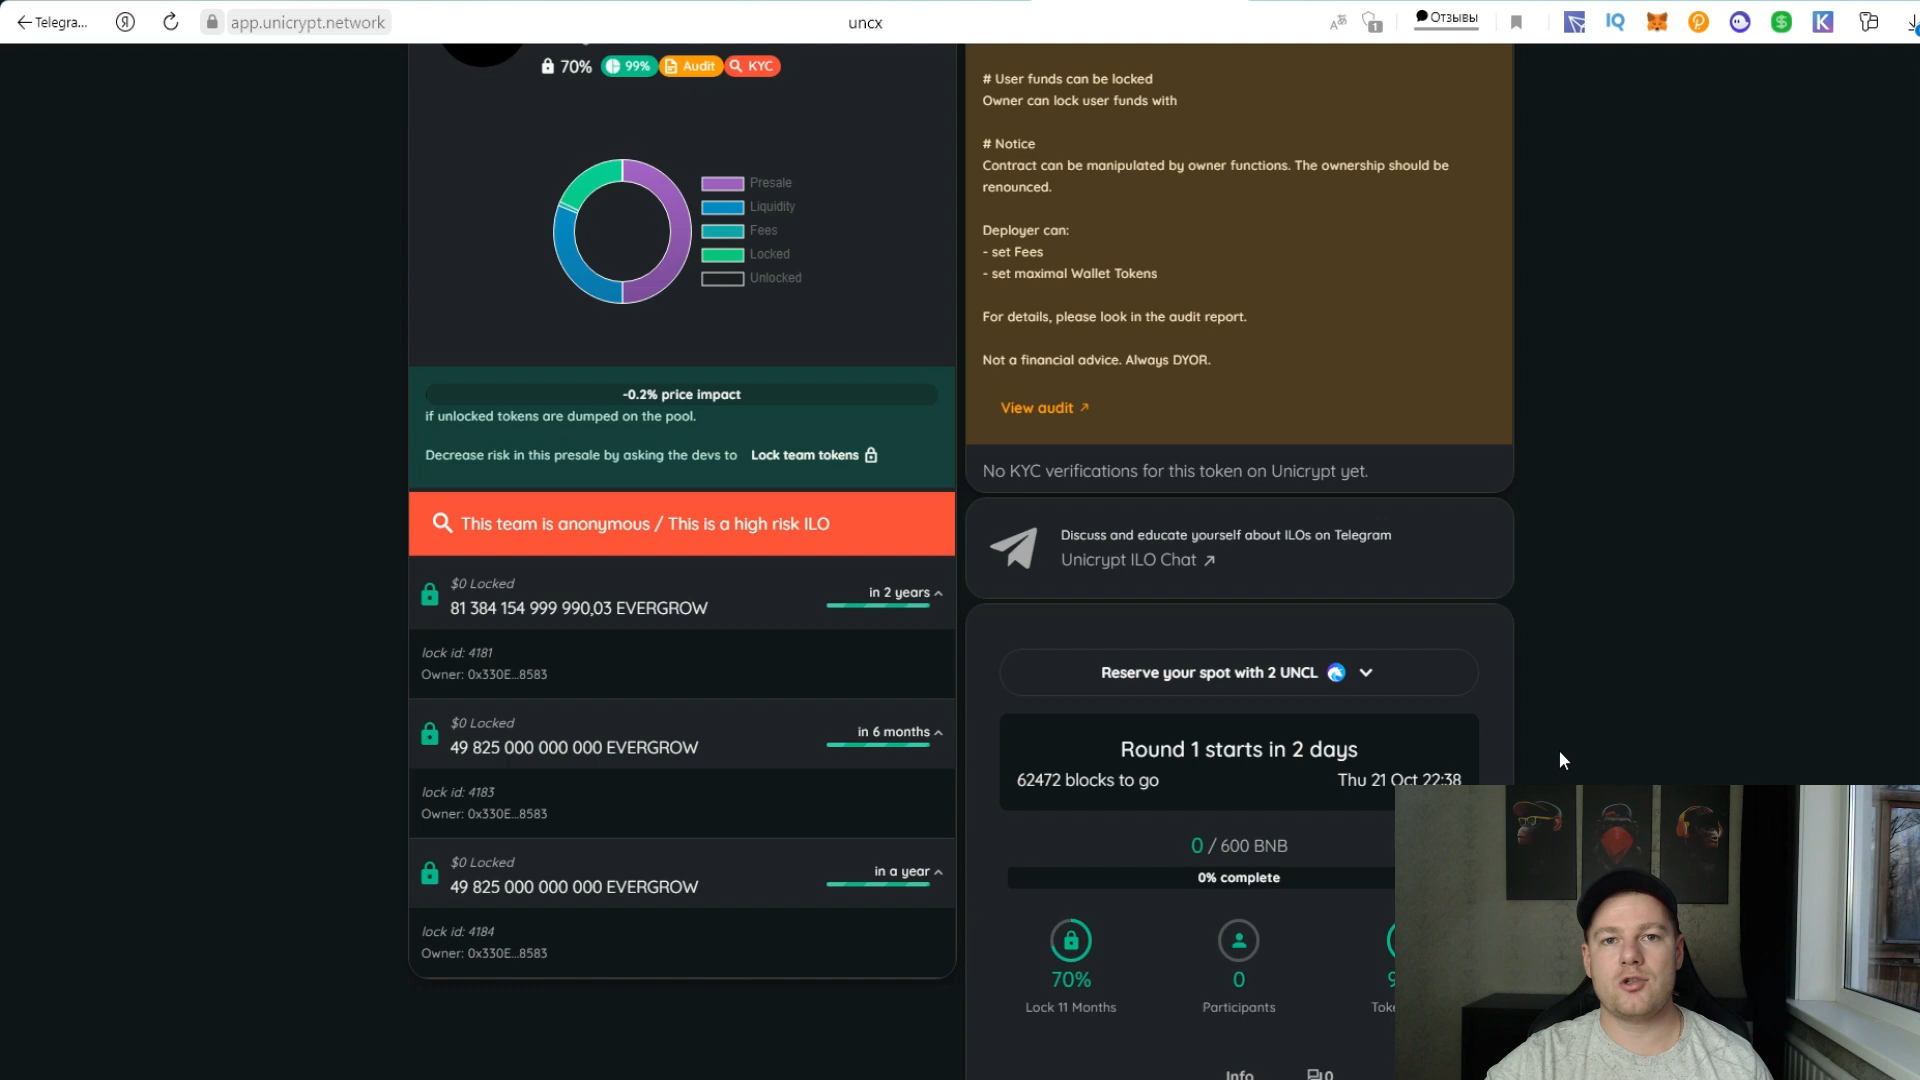 Telegra...
app.unicrypt.network
uncx
Отзывы
70%
99%
Audit
KYC
Presale
Liquidity
Fees
Locked
Unlocked
-0.2% price impact
if unlocked tokens are dumped on the pool.
Decrease risk in this presale by asking the devs to Lock team tokens
This team is anonymous / This is a high risk ILO
$0 Locked
81 384 154 999 990,03 EVERGROW
in 2 years
lock id: 4181
Owner: 0x330E...8583
$0 Locked
49 825 000 000 000 EVERGROW
in 6 months
lock id: 4183
Owner: 0x330E...8583
$0 Locked
49 825 000 000 000 EVERGROW
in a year
lock id: 4184
Owner: 0x330E...8583
# User funds can be locked
Owner can lock user funds with
# Notice
Contract can be manipulated by owner functions. The ownership should be
renounced.
Deployer can:
- set Fees
- set maximal Wallet Tokens
For details, please look in the audit report.
Not a financial advice. Always DYOR.
View audit
No KYC verifications for this token on Unicrypt yet.
Discuss and educate yourself about ILOs on Telegram
Unicrypt ILO Chat
Reserve your spot with 2 UNCL
Round 1 starts in 2 days
62472 blocks to go
Thu 21 Oct 22:38
0 / 600 BNB
0% complete
70%
Lock 11 Months
0
Participants
9
Toke
Info
0